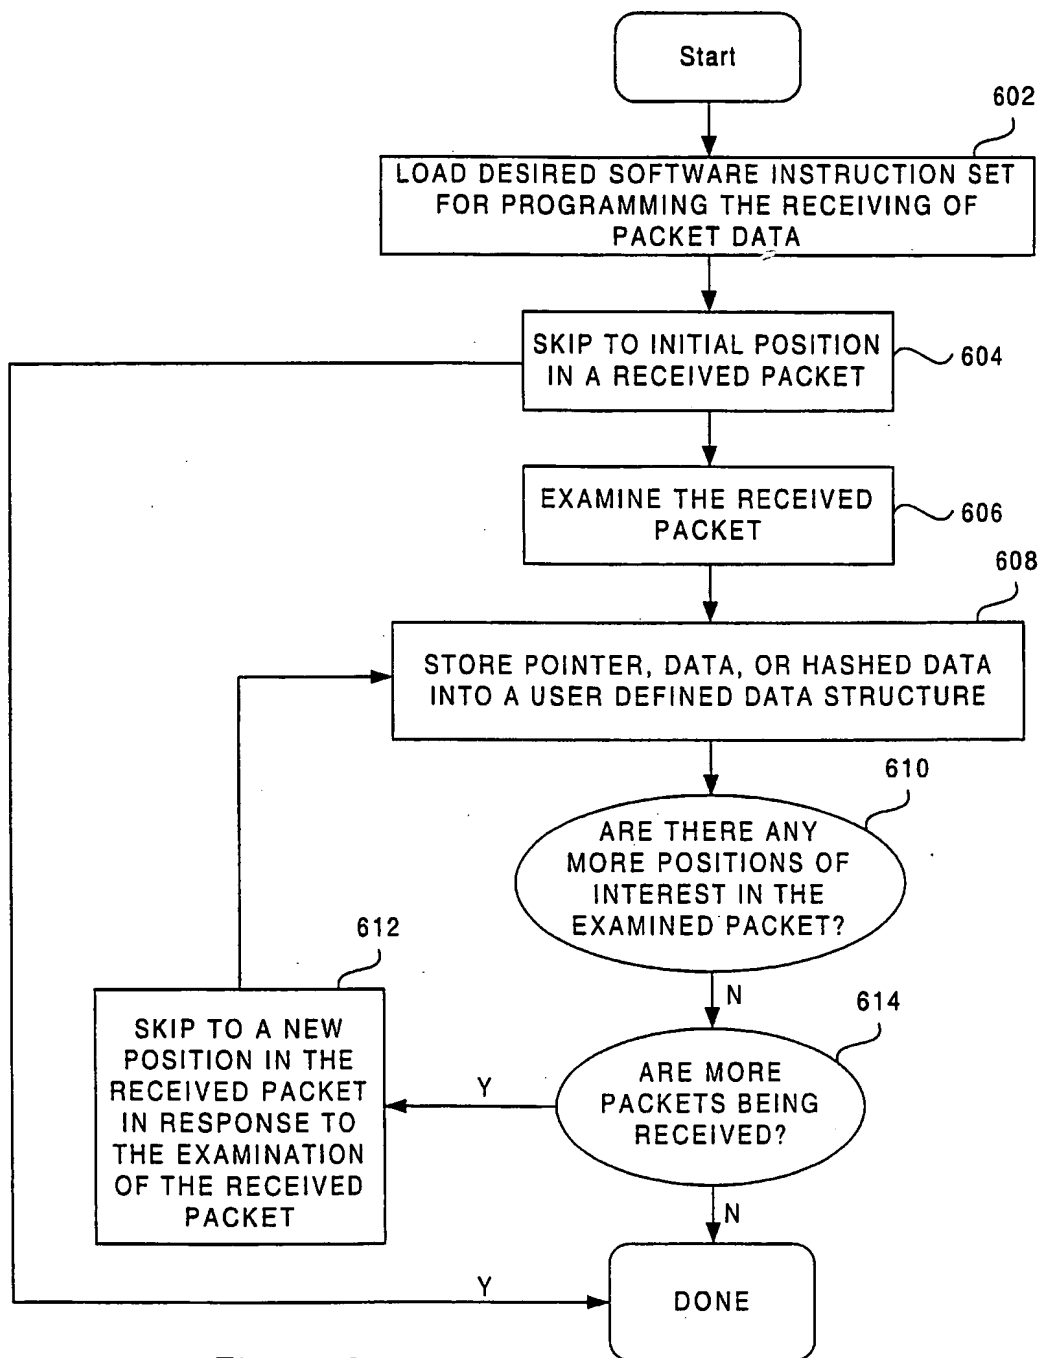 Start
602
LOAD DESIRED SOFTWARE INSTRUCTION SET
FOR PROGRAMMING THE RECEIVING OF
PACKET DATA
SKIP TO INITIAL POSITION
IN A RECEIVED PACKET
604
EXAMINE THE RECEIVED
PACKET
606
608
STORE POINTER, DATA, OR HASHED DATA
INTO A USER DEFINED DATA STRUCTURE
610
ARE THERE ANY
MORE POSITIONS OF
INTEREST IN THE
EXAMINED PACKET?
612
N
614
SKIP TO A NEW
POSITION IN THE
RECEIVED PACKET
IN RESPONSE TO
THE EXAMINATION
OF THE RECEIVED
PACKET
Y
ARE MORE
PACKETS BEING
RECEIVED?
N
Y
DONE